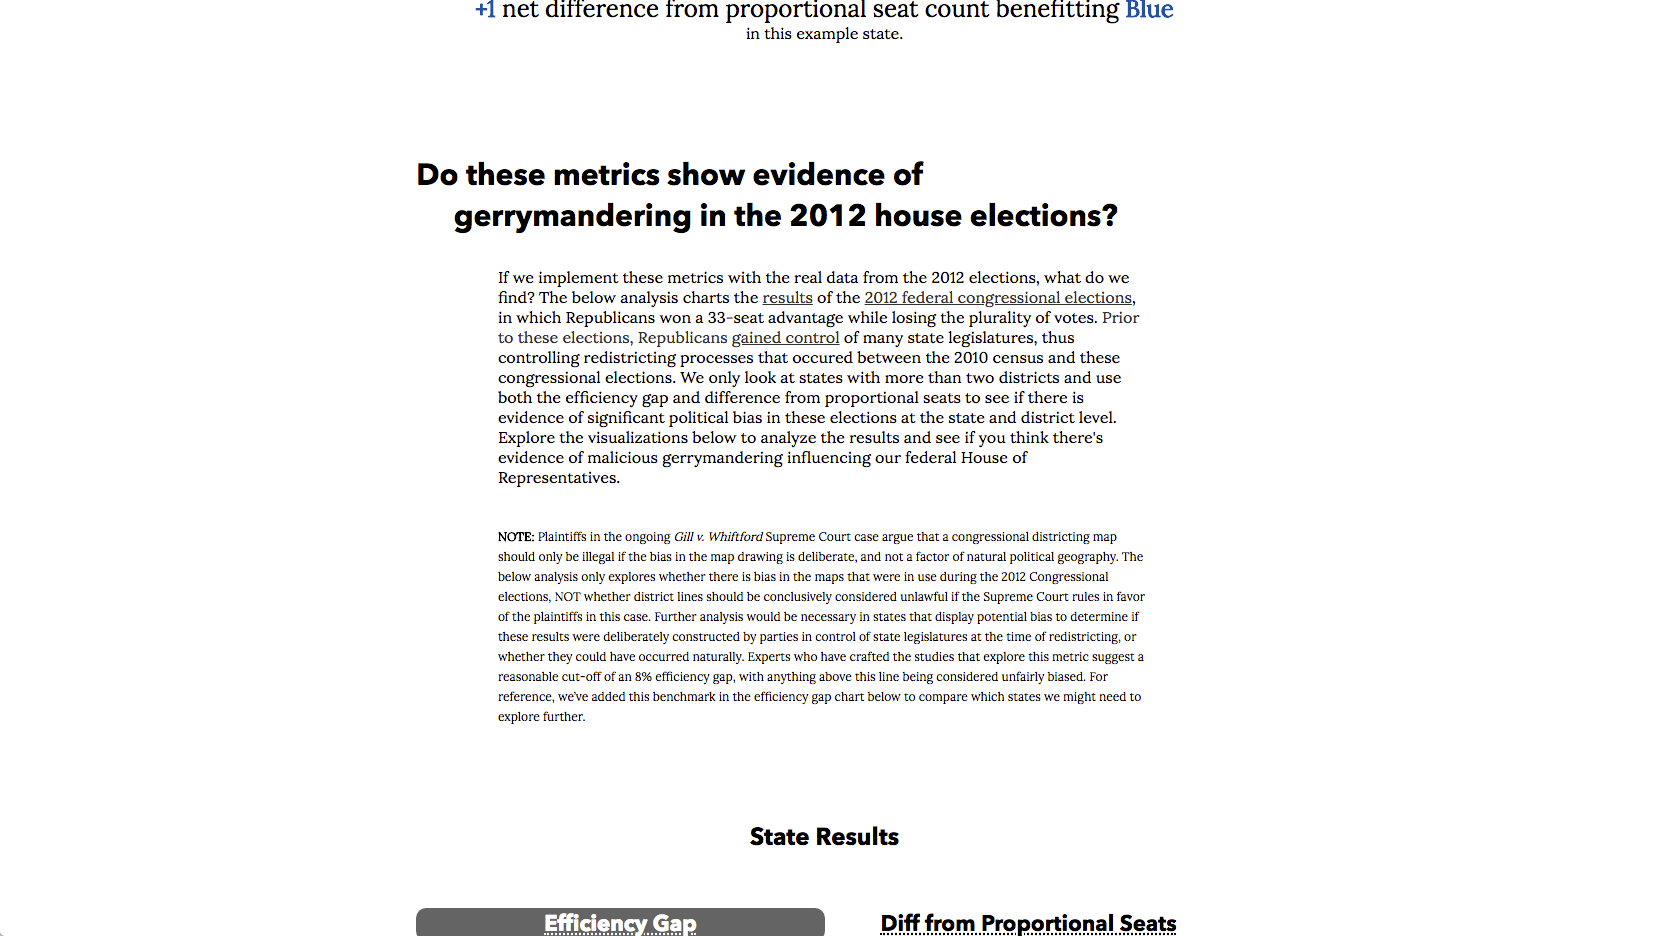 +1 net difference from proportional seat count benefitting Blue
in this example state.
Do these metrics show evidence of
gerrymandering in the 2012 house elections?
If we implement these metrics with the real data from the 2012 elections, what do we
find? The below analysis charts the results of the 2012 federal congressional elections,
in which Republicans won a 33-seat advantage while losing the plurality of votes. Prior
to these elections, Republicans gained control of many state legislatures, thus
controlling redistricting processes that occured between the 2010 census and these
congressional elections. We only look at states with more than two districts and use
both the efficiency gap and difference from proportional seats to see if there is
evidence of significant political bias in these elections at the state and district level.
Explore the visualizations below to analyze the results and see if you think there's
evidence of malicious gerrymandering influencing our federal House of
Representatives.
NOTE: Plaintiffs in the ongoing Gill v. Whiftford Supreme Court case argue that a congressional districting map
should only be illegal if the bias in the map drawing is deliberate, and not a factor of natural political geography. The
below analysis only explores whether there is bias in the maps that were in use during the 2012 Congressional
elections, NOT whether district lines should be conclusively considered unlawful if the Supreme Court rules in favor
of the plaintiffs in this case. Further analysis would be necessary in states that display potential bias to determine if
these results were deliberately constructed by parties in control of state legislatures at the time of redistricting, or
whether they could have occurred naturally. Experts who have crafted the studies that explore this metric suggest a
reasonable cut-off of an 8% efficiency gap, with anything above this line being considered unfairly biased. For
reference, we've added this benchmark in the efficiency gap chart below to compare which states we might need to
explore further.
State Results
Efficiency Gap
Diff from Proportional Seats